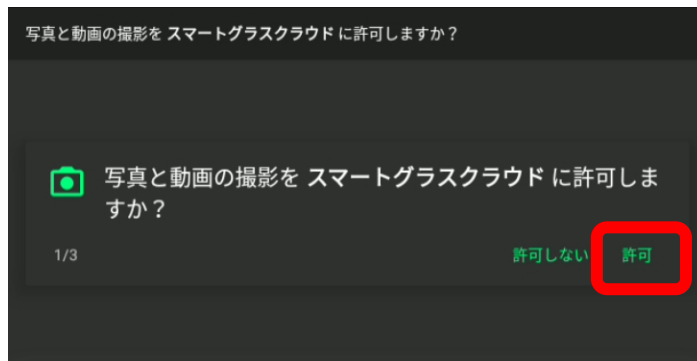 写真と動画の撮影を スマートグラスクラウド に許可しますか？
写真と動画の撮影を スマートグラスクラウド に許可しま
すか？
1/3
許可しない
許可